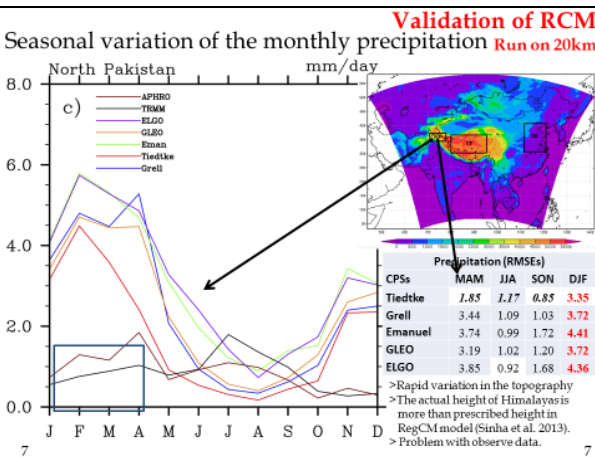 Validation of RCM
Seasonal variation of the monthly precipitation Run on 20km
North Pakistan mm/day
8.0
6.0
4.0
2.0
0.0
c)
APHRO
TRMM
ELGO
GLEO
Eman
Tiedtke
Grell
J F M A M J J A S O N D
Precipitation (RMSEs)
CPSs MAM JJA SON DJF
Tiedtke 1.85 1.17 0.85 3.35
Grell 3.44 1.09 1.03 3.72
Emanuel 3.74 0.99 1.72 4.41
GLEO 3.19 1.02 1.20 3.72
ELGO 3.85 0.92 1.68 4.36
>Rapid variation in the topography
>The actual height of Himalayas is
more than prescribed height in
RegCM model (Sinha et al. 2013).
> Problem with observe data.
7 7